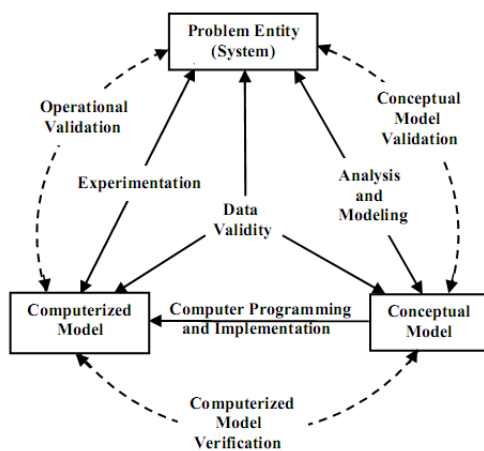 Problem Entity
(System)
Operational
Validation
Conceptual
Model
Validation
Experimentation
Analysis
and
Modeling
Data
Validity
Computerized
Model
Computer Programming
and Implementation
Conceptual
Model
Computerized
Model
Verification